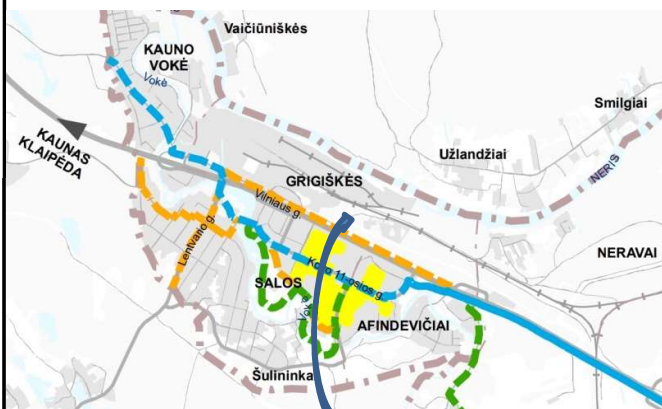 Vaičiūniškės
KAUNO
VOKĖ
Vokė
Smilgiai
KAUNAS
KLAIPĖDA
Užlandžiai
GRIGIŠKĖS
NERIS
Vilniaus g.
Lentvario g.
NERAVAI
Kovo 11-osios g.
SALOS
Vokė
AFINDEVIČIAI
Šulininkai